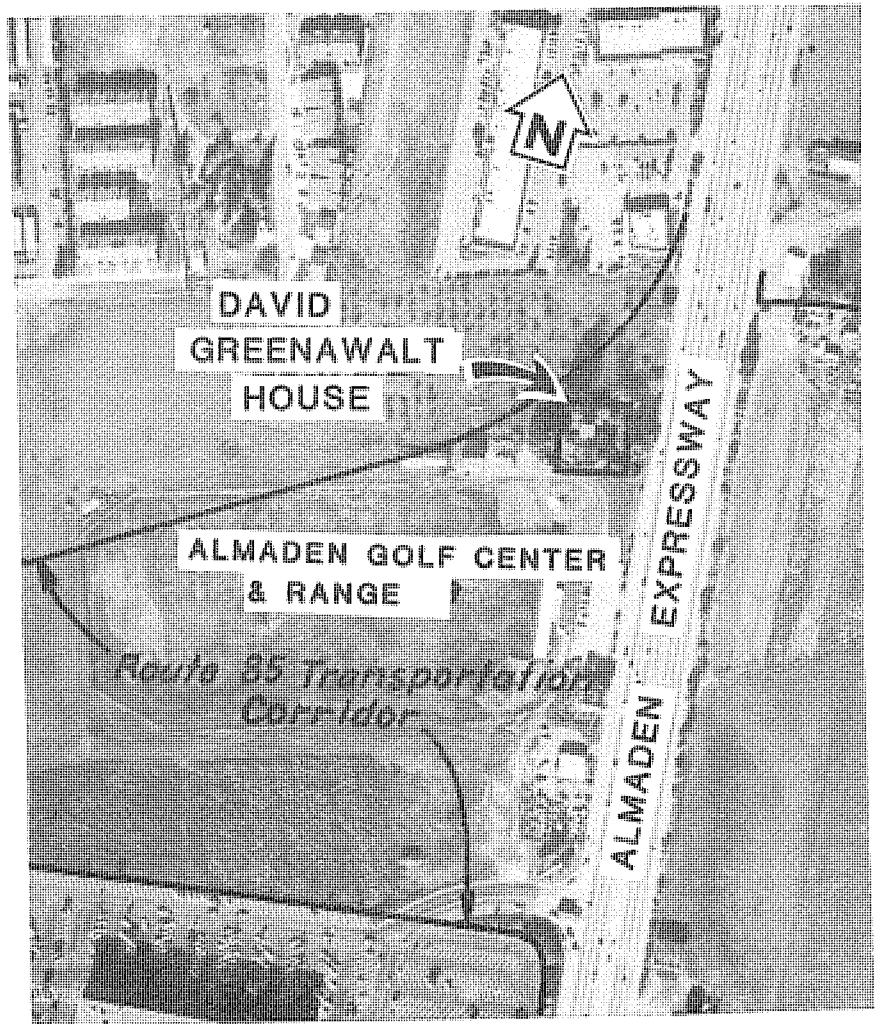 N
DAVID
GREENAWALT
HOUSE
ALMADEN GOLF CENTER
& RANGE
Route 85 Transportation
Corridor
ALMADEN EXPRESSWAY